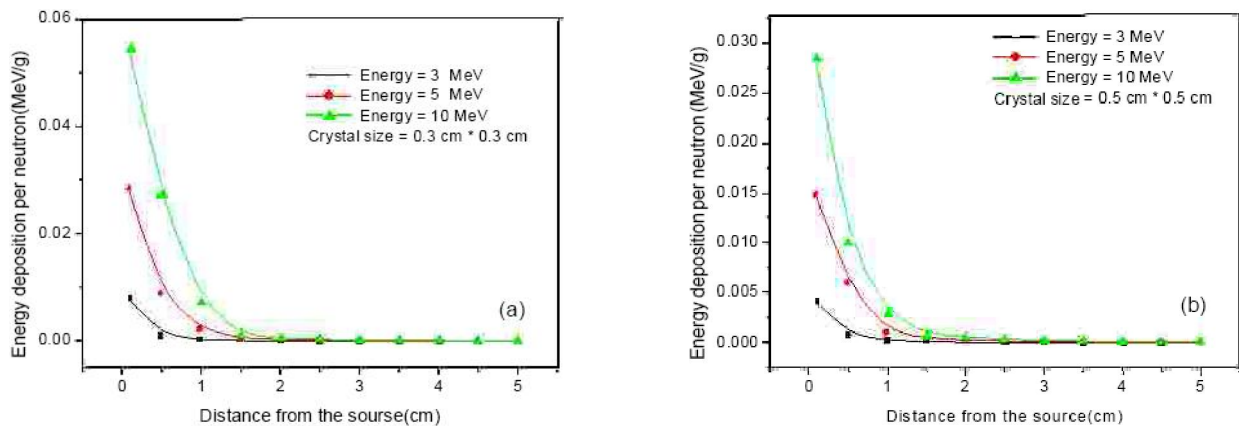 Energy deposition per neutron(MeV/g)
0.06
0.04
0.02
0.00
Energy = 3 MeV
Energy = 5 MeV
Energy = 10 MeV
Crystal size = 0.3 cm * 0.3 cm
(a)
0 1 2 3 4 5
Distance from the sourse(cm)
Energy deposition per neutron (MeV/g)
0.030
0.025
0.020
0.015
0.010
0.005
0.000
Energy = 3 MeV
Energy = 5 MeV
Energy = 10 MeV
Crystal size = 0.5 cm * 0.5 cm
(b)
0 1 2 3 4 5
Distance from the source(cm)